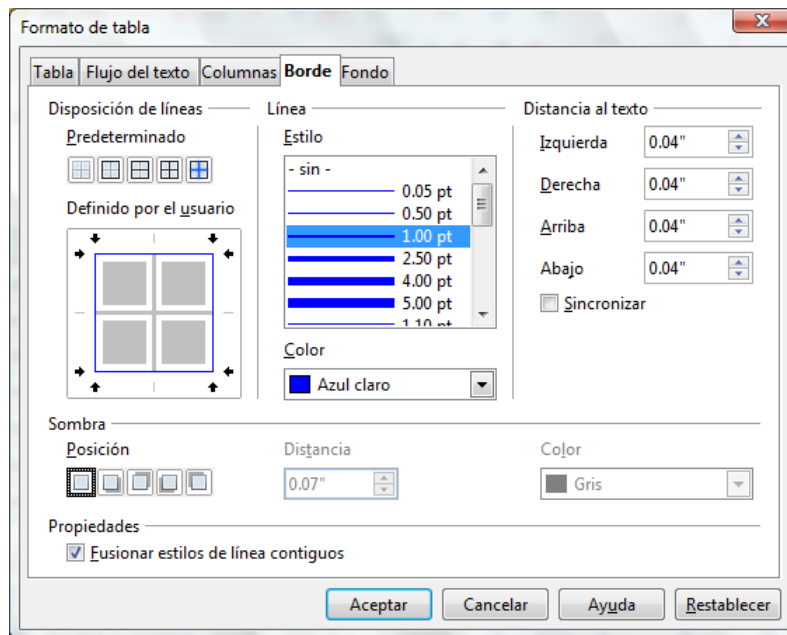 Formato de tabla
Tabla Flujo del texto Columnas Borde Fondo
Disposición de líneas
Predeterminado
Definido por el usuario
Línea
Estilo
- sin -
0.05 pt
0.50 pt
1.00 pt
2.50 pt
4.00 pt
5.00 pt
1.10 pt
Color
Azul claro
Distancia al texto
Izquierda 0.04"
Derecha 0.04"
Arriba 0.04"
Abajo 0.04"
Sincronizar
Sombra
Posición
Distancia
0.07"
Color
Gris
Propiedades
Fusionar estilos de línea contiguos
Aceptar Cancelar Ayuda Restablecer